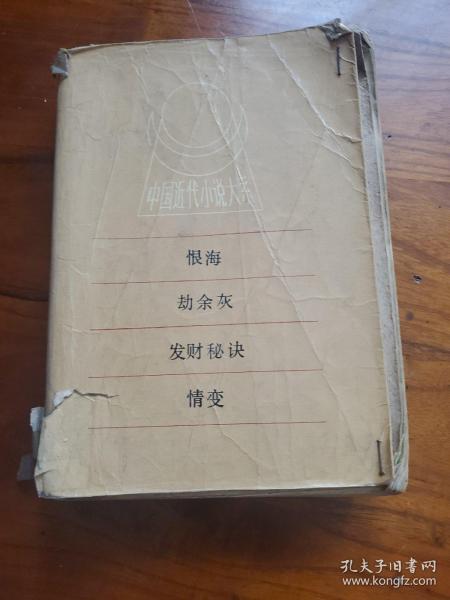 中国近代小说大系
恨海
劫余灰
发财秘诀
情变
孔夫子旧书网
www.kongfz.com